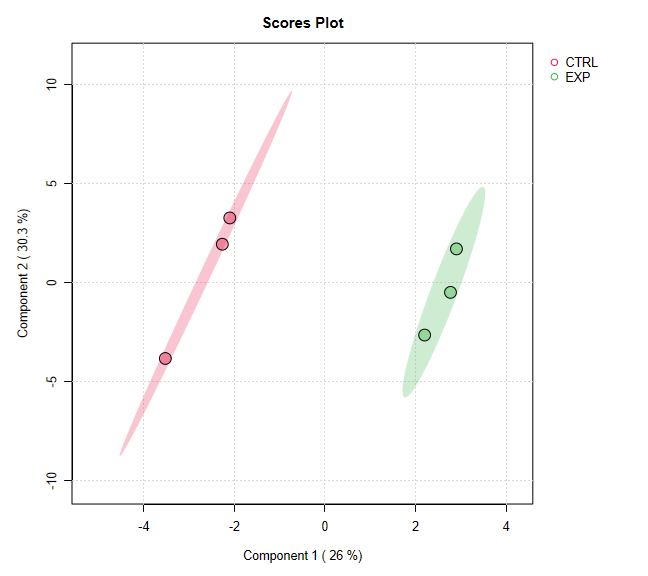 Scores Plot
CTRL
EXP
10
5
0
-5
-10
Component 2 ( 30.3 %)
-4
-2
0
2
4
Component 1 ( 26 %)